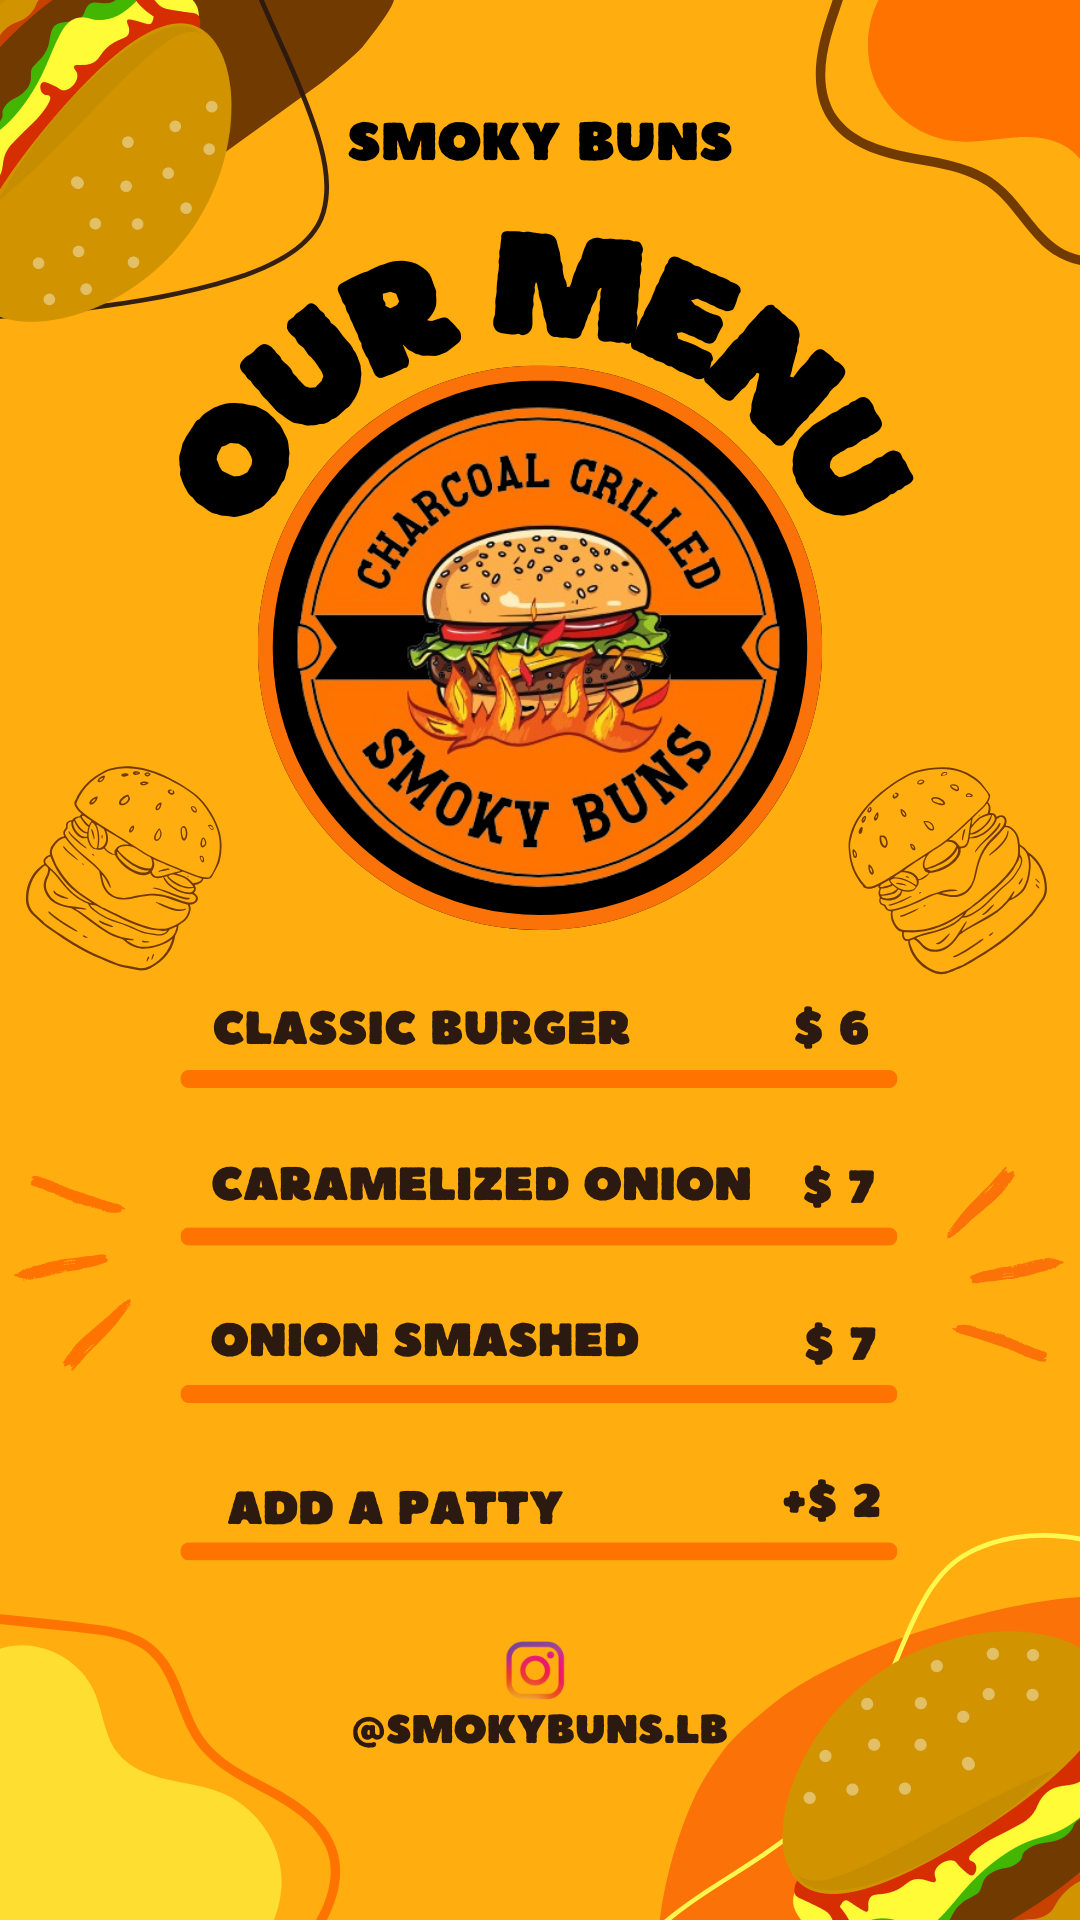 SMOKY BUNS
OUR MENU
CHARCOAL GRILLED
SMOKY BUNS
CLASSIC BURGER $ 6
CARAMELIZED ONION $ 7
ONION SMASHED $ 7
ADD A PATTY +$ 2
@SMOKYBUNS.LB